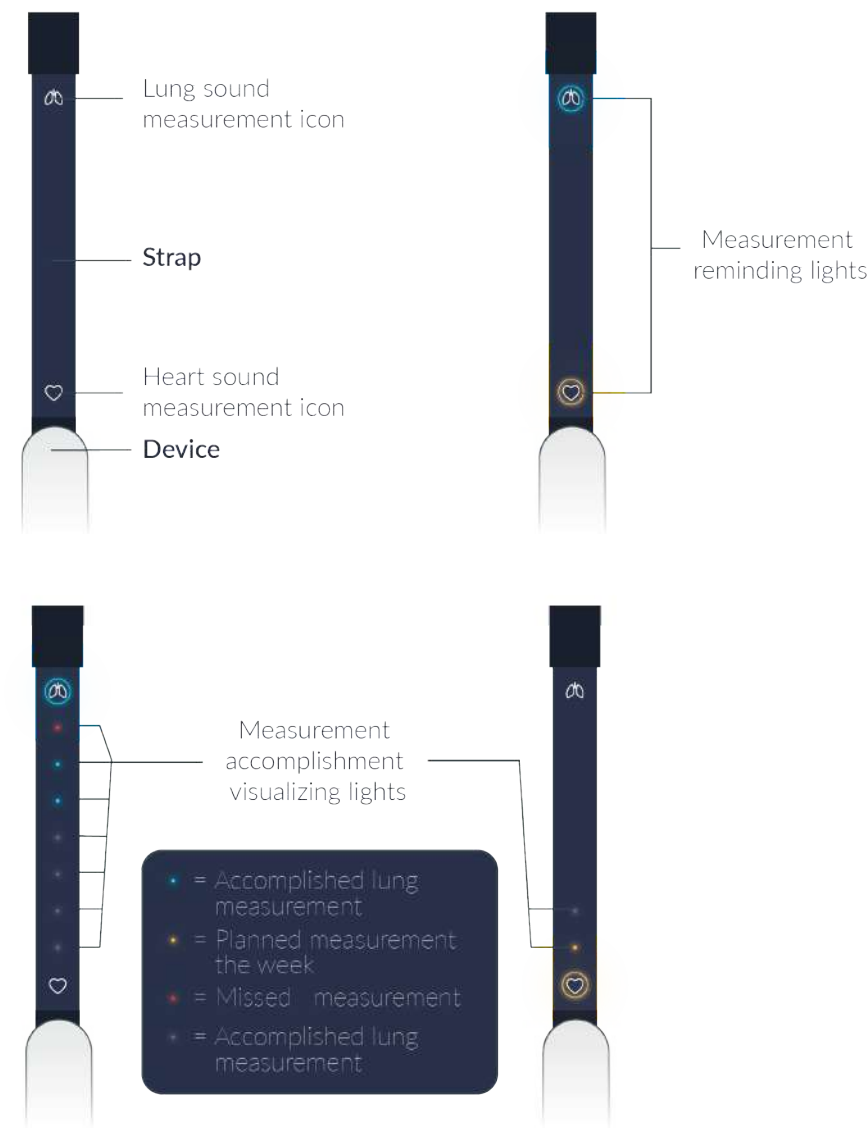 Lung sound
measurement icon
Strap
Heart sound
measurement icon
Device
Measurement
reminding lights
Measurement
accomplishment
visualizing lights
= Accomplished lung
measurement
= Planned measurement
the week
= Missed measurement
= Accomplished lung
measurement